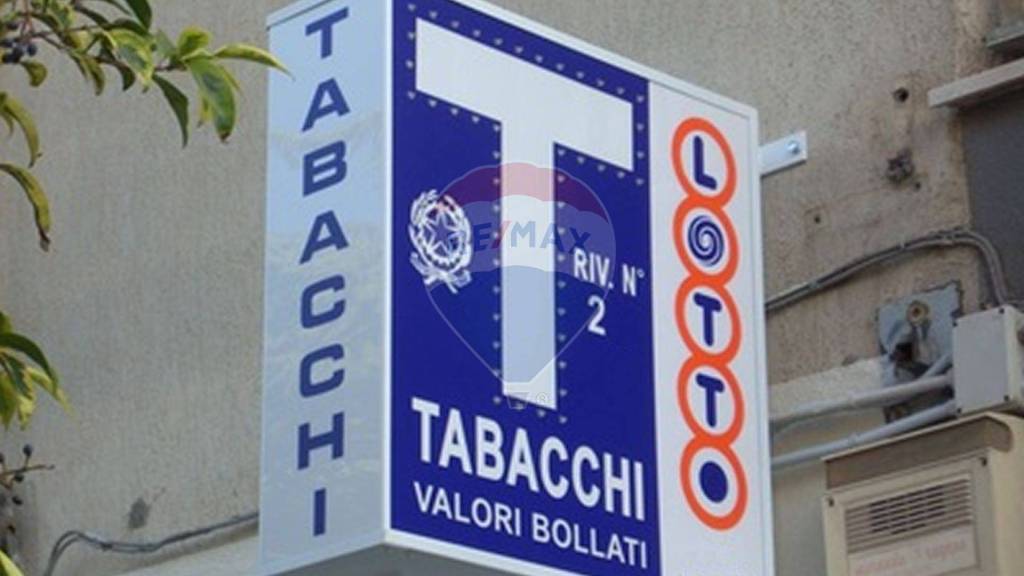 TABACCHI
T
RIV. N°
2
TABACCHI
VALORI BOLLATI
LOTTO
RE/MAX